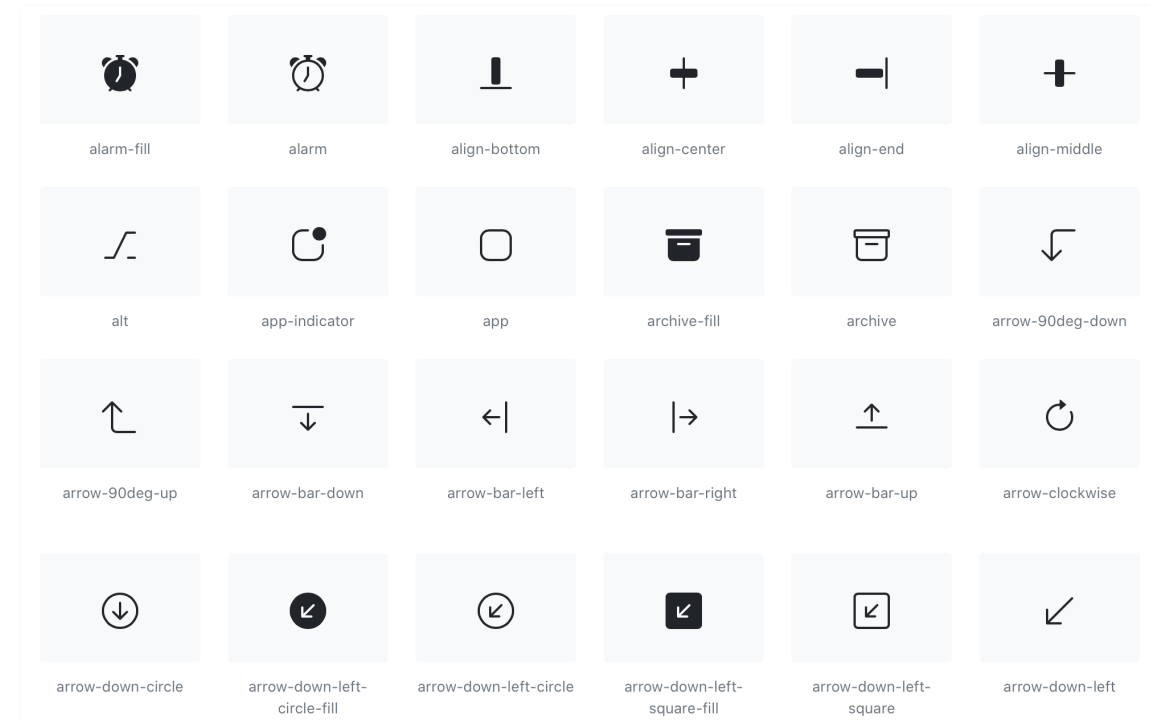 alarm-fill
alarm
align-bottom
align-center
align-end
align-middle
alt
app-indicator
app
archive-fill
archive
arrow-90deg-down
arrow-90deg-up
arrow-bar-down
arrow-bar-left
arrow-bar-right
arrow-bar-up
arrow-clockwise
arrow-down-circle
arrow-down-left-
circle-fill
arrow-down-left-circle
arrow-down-left-
square-fill
arrow-down-left-
square
arrow-down-left